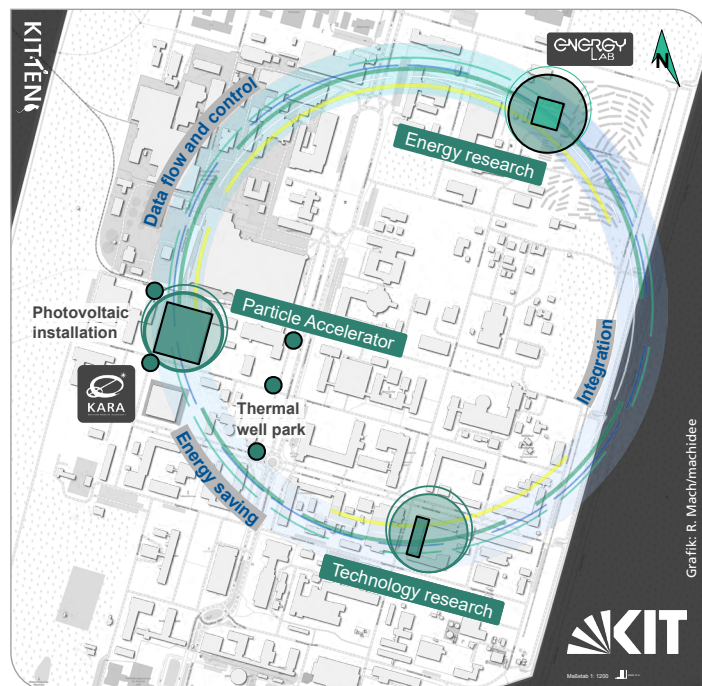 KIT-TEN
ENERGY
LAB
N
Data flow and control
Energy research
Photovoltaic
installation
Particle Accelerator
KARA
Thermal
well park
Integration
Energy saving
Technology research
Grafik: R. Mach/machidee
KIT
Maßstab 1: 1200